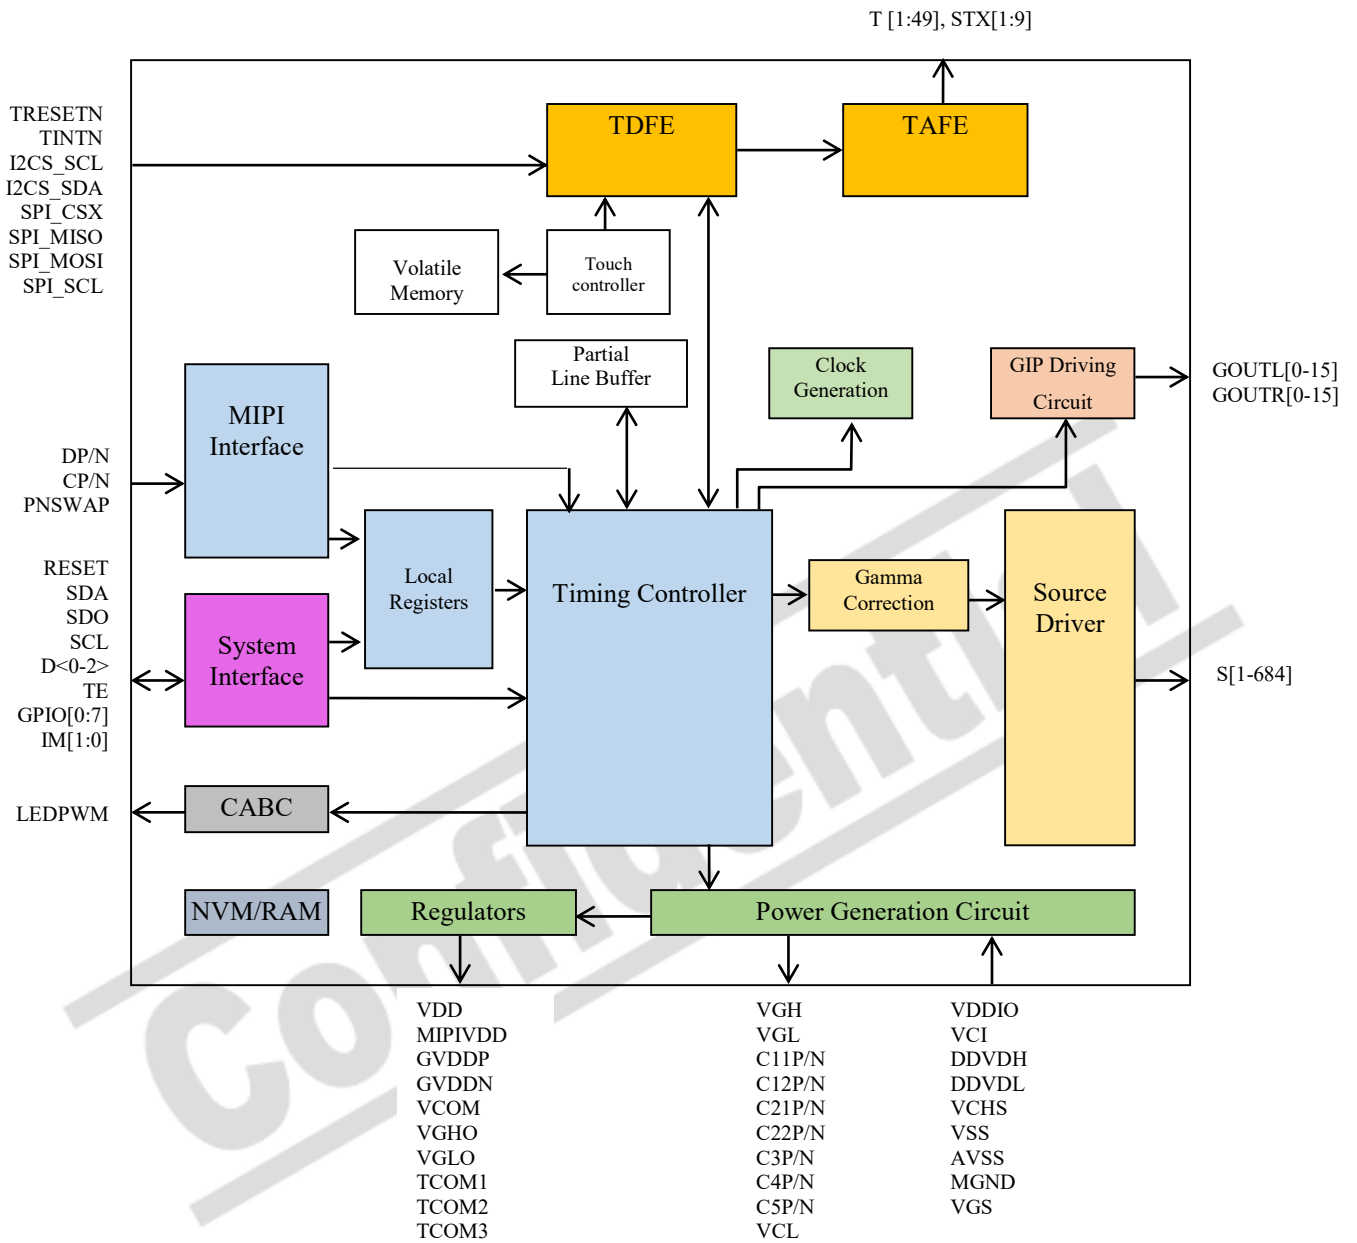 T [1:49], STX[1:9]
TRESETN
TINTN
I2CS_SCL
I2CS_SDA
SPI_CSX
SPI_MISO
SPI_MOSI
SPI_SCL
TDFE
TAFE
Volatile
Memory
Touch
controller
Partial
Line Buffer
Clock
Generation
GIP Driving
Circuit
GOUTL[0-15]
GOUTR[0-15]
MIPI
Interface
DP/N
CP/N
PNSWAP
RESET
SDA
SDO
SCL
D<0-2>
TE
GPIO[0:7]
IM[1:0]
System
Interface
Local
Registers
Timing Controller
Gamma
Correction
Source
Driver
S[1-684]
LEDPWM
CABC
NVM/RAM
Regulators
Power Generation Circuit
VDD
MIPIVDD
GVDDP
GVDDN
VCOM
VGHO
VGLO
TCOM1
TCOM2
TCOM3
VGH
VGL
C11P/N
C12P/N
C21P/N
C22P/N
C3P/N
C4P/N
C5P/N
VCL
VDDIO
VCI
DDVDH
DDVDL
VCHS
VSS
AVSS
MGND
VGS
Confidential